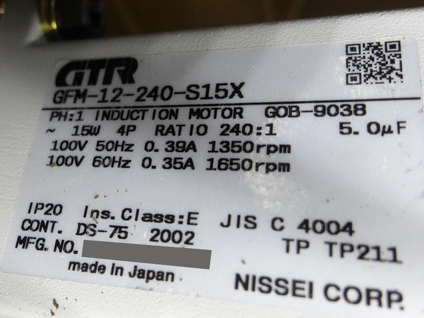 GTR
GFM-12-240-S15X
PH:1 INDUCTION MOTOR GOB-9038
~ 15W 4P RATIO 240:1 5.0µF
100V 50Hz 0.39A 1350rpm
100V 60Hz 0.35A 1650rpm
IP20 Ins.Class:E JIS C 4004
CONT. DS-75 2002 TP TP211
MFG.NO.
made in Japan NISSEI CORP.